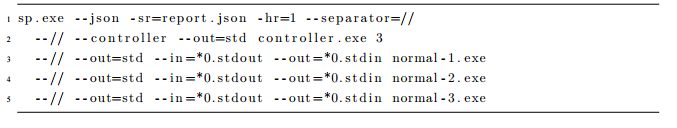 1 sp.exe --json -sr=report.json -hr=1 --separator=//
2 --// --controller --out=std controller.exe 3
3 --// --out=std --in=*0.stdout --out=*0.stdin normal-1.exe
4 --// --out=std --in=*0.stdout --out=*0.stdin normal-2.exe
5 --// --out=std --in=*0.stdout --out=*0.stdin normal-3.exe